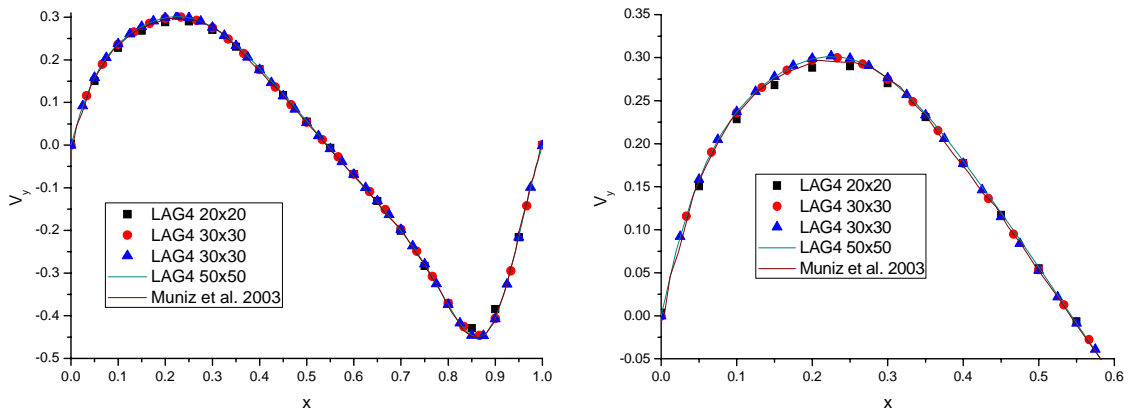 0.3
0.2
0.1
0.0
-0.1
-0.2
-0.3
-0.4
-0.5
V_y
LAG4 20x20
LAG4 30x30
LAG4 30x30
LAG4 50x50
Muniz et al. 2003
0.0 0.1 0.2 0.3 0.4 0.5 0.6 0.7 0.8 0.9 1.0
x
0.30
0.25
0.20
0.15
0.10
0.05
0.00
-0.05
V_y
LAG4 20x20
LAG4 30x30
LAG4 30x30
LAG4 50x50
Muniz et al. 2003
0.0 0.1 0.2 0.3 0.4 0.5 0.6
x